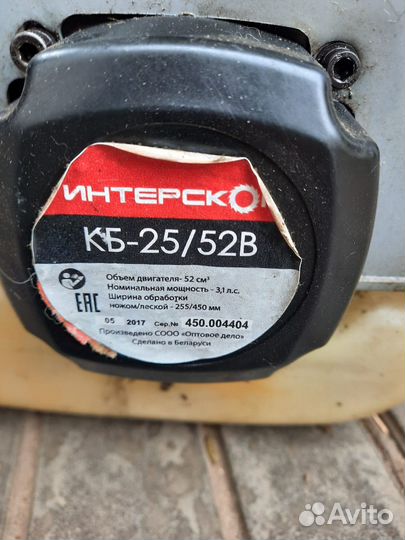 ИНТЕРСКО
КБ-25/52В
Объем двигателя- 52 см³
Номинальная мощность - 3,1 л.с.
Ширина обработки
ножом/леской - 255/450 мм
EAC
05 2017 Сер.№ 450.004404
Произведено СООО «Оптовое дело»
Сделано в Беларуси
Avito